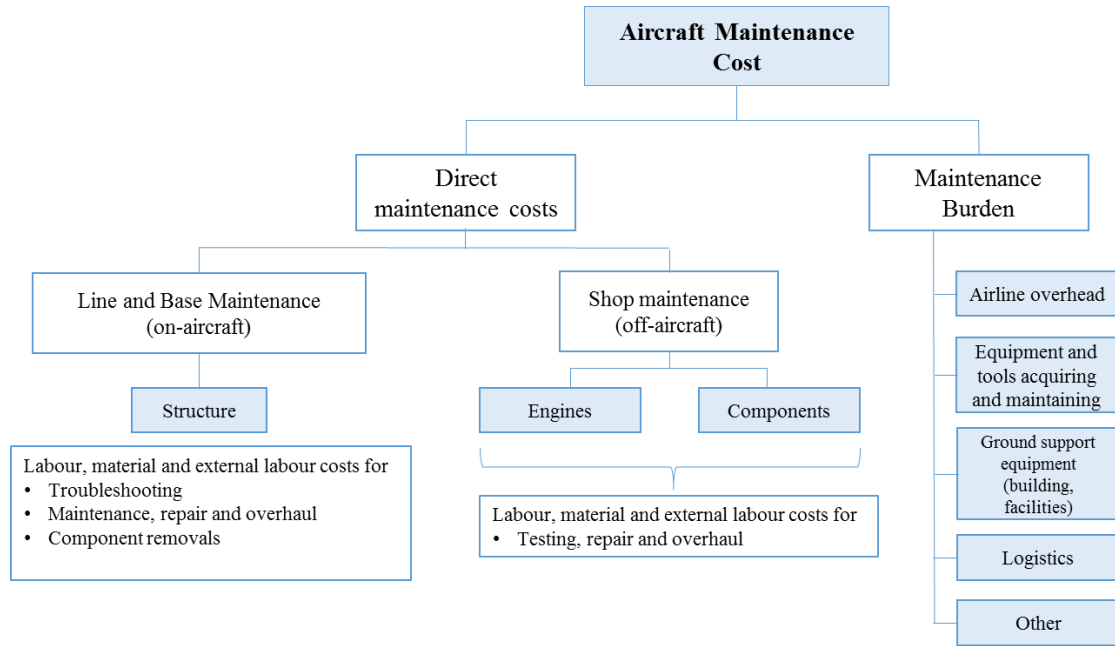 Aircraft Maintenance
Cost
Direct
maintenance costs
Maintenance
Burden
Line and Base Maintenance
(on-aircraft)
Shop maintenance
(off-aircraft)
Structure
Engines
Components
Labour, material and external labour costs for
• Troubleshooting
• Maintenance, repair and overhaul
• Component removals
Labour, material and external labour costs for
• Testing, repair and overhaul
Airline overhead
Equipment and
tools acquiring
and maintaining
Ground support
equipment
(building,
facilities)
Logistics
Other